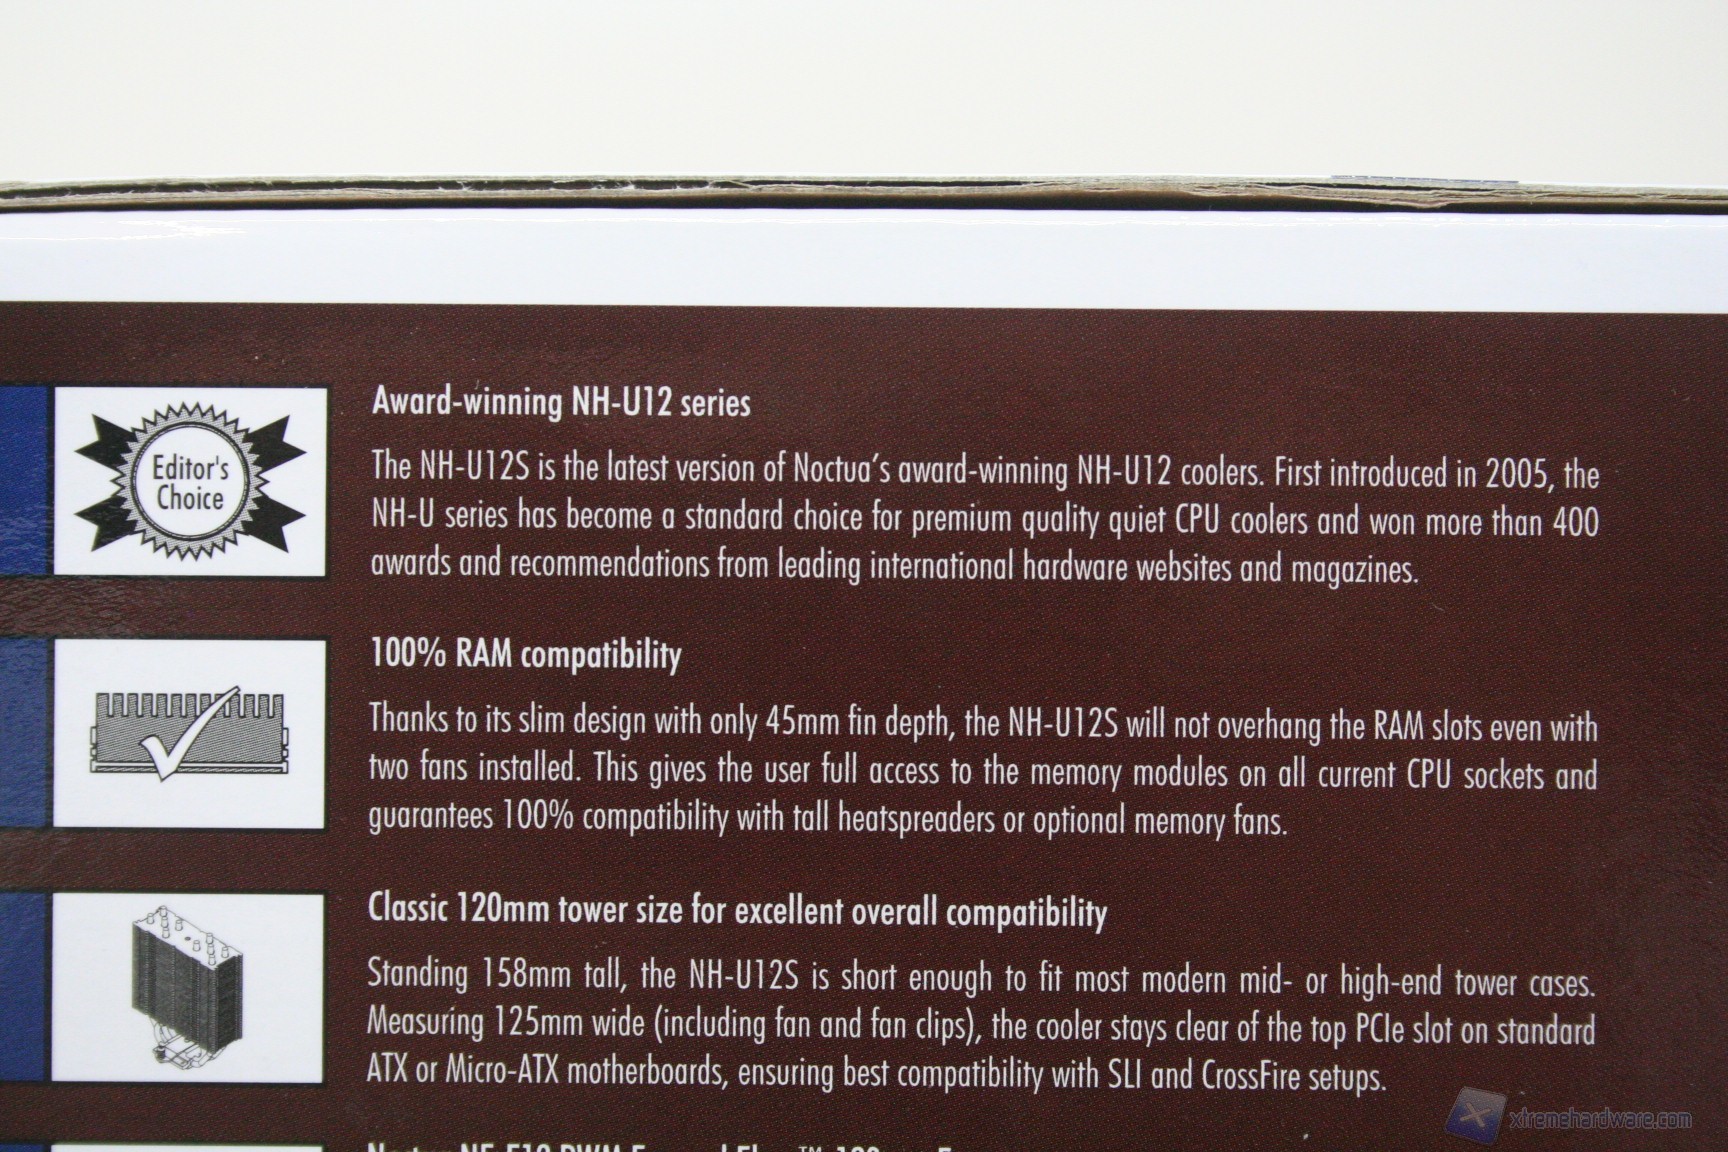 Award-winning NH-U12 series
Editor's
Choice
The NH-U12S is the latest version of Noctua's award-winning NH-U12 coolers. First introduced in 2005, the
NH-U series has become a standard choice for premium quality quiet CPU coolers and won more than 400
awards and recommendations from leading international hardware websites and magazines.
100% RAM compatibility
Thanks to its slim design with only 45mm fin depth, the NH-U12S will not overhang the RAM slots even with
two fans installed. This gives the user full access to the memory modules on all current CPU sockets and
guarantees 100% compatibility with tall heatspreaders or optional memory fans.
Classic 120mm tower size for excellent overall compatibility
Standing 158mm tall, the NH-U12S is short enough to fit most modern mid- or high-end tower cases.
Measuring 125mm wide (including fan and fan clips), the cooler stays clear of the top PCIe slot on standard
ATX or Micro-ATX motherboards, ensuring best compatibility with SLI and CrossFire setups.
xtremehardware.com